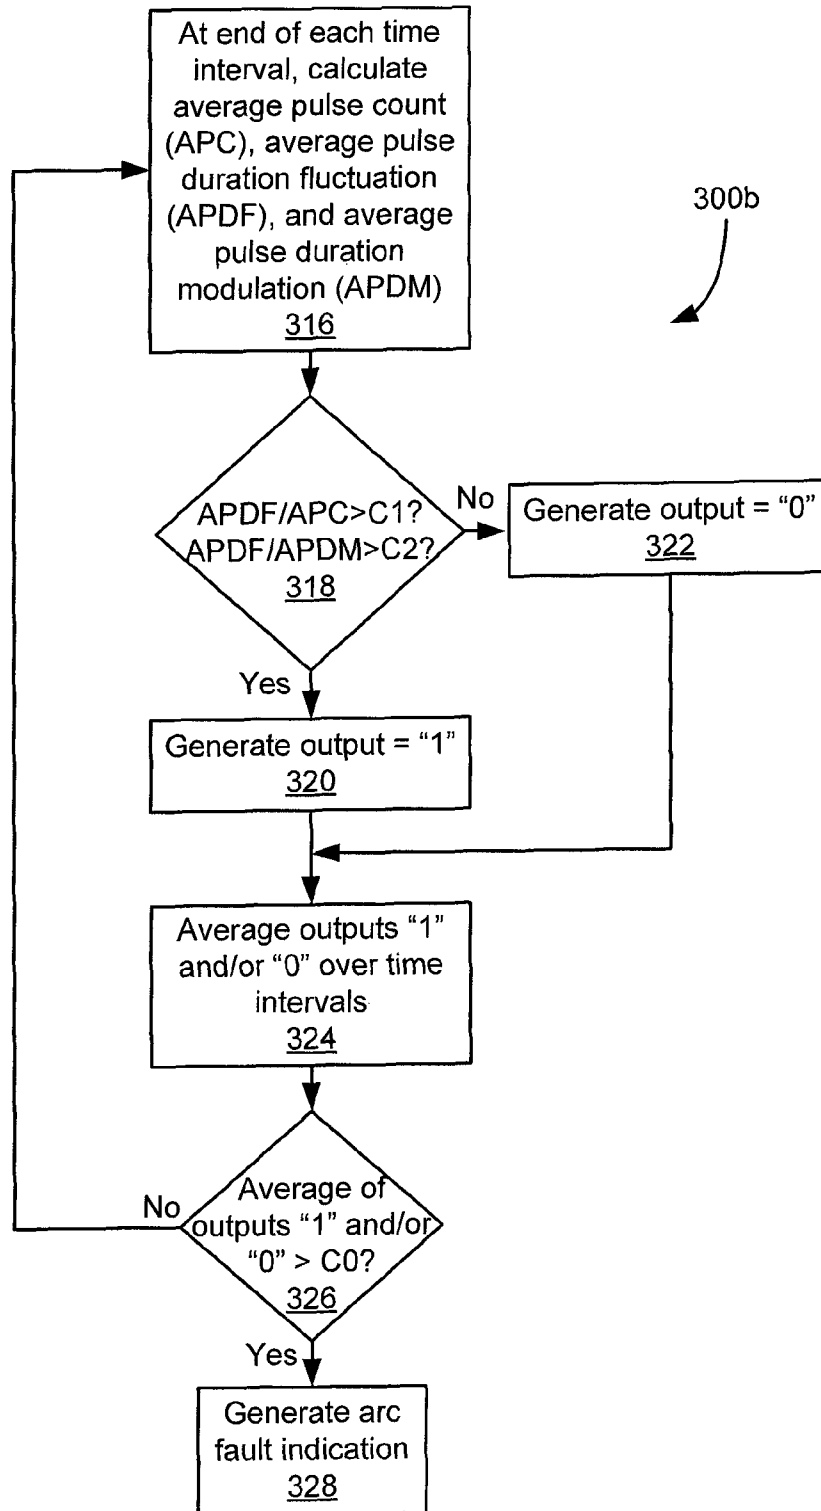 At end of each time
interval, calculate
average pulse count
(APC), average pulse
duration fluctuation
(APDF), and average
pulse duration
modulation (APDM)
316
300b
APDF/APC>C1?
APDF/APDM>C2?
318
No
Generate output = “0”
322
Yes
Generate output = “1”
320
Average outputs “1”
and/or “0” over time
intervals
324
No
Average of
outputs “1” and/or
“0” > C0?
326
Yes
Generate arc
fault indication
328